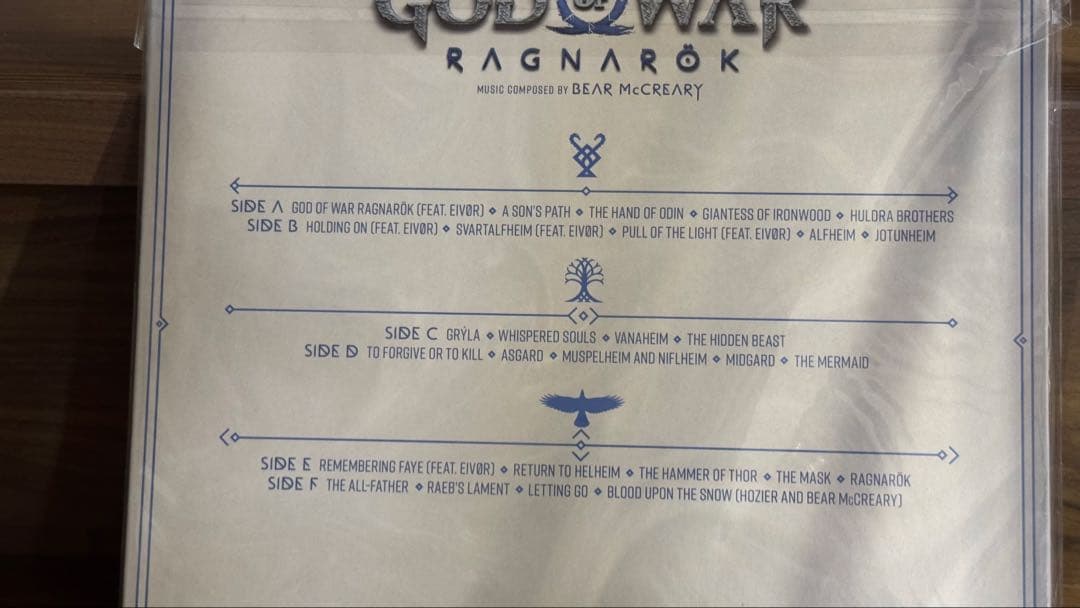 GOD OF WAR
RAGNARÖK
MUSIC COMPOSED BY BEAR McCREARY
SIDE A GOD OF WAR RAGNARÖK (FEAT. EIVØR) ◆ A SON'S PATH ◆ THE HAND OF ODIN ◆ GIANTESS OF IRONWOOD ◆ HULDRA BROTHERS
SIDE B HOLDING ON (FEAT. EIVØR) ◆ SVARTALFHEIM (FEAT. EIVØR) ◆ PULL OF THE LIGHT (FEAT. EIVØR) ◆ ALFHEIM ◆ JOTUNHEIM
SIDE C GRÝLA ◆ WHISPERED SOULS ◆ VANAHEIM ◆ THE HIDDEN BEAST
SIDE D TO FORGIVE OR TO KILL ◆ ASGARD ◆ MUSPELHEIM AND NIFLHEIM ◆ MIDGARD ◆ THE MERMAID
SIDE E REMEMBERING FAYE (FEAT. EIVØR) ◆ RETURN TO HELHEIM ◆ THE HAMMER OF THOR ◆ THE MASK ◆ RAGNARÖK
SIDE F THE ALL-FATHER ◆ RAEB'S LAMENT ◆ LETTING GO ◆ BLOOD UPON THE SNOW (HOZIER AND BEAR McCREARY)